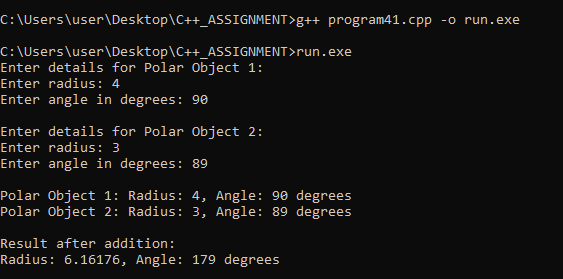 C:\Users\user\Desktop\C++_ASSIGNMENT>g++ program41.cpp -o run.exe
C:\Users\user\Desktop\C++_ASSIGNMENT>run.exe
Enter details for Polar Object 1:
Enter radius: 4
Enter angle in degrees: 90
Enter details for Polar Object 2:
Enter radius: 3
Enter angle in degrees: 89
Polar Object 1: Radius: 4, Angle: 90 degrees
Polar Object 2: Radius: 3, Angle: 89 degrees
Result after addition:
Radius: 6.16176, Angle: 179 degrees